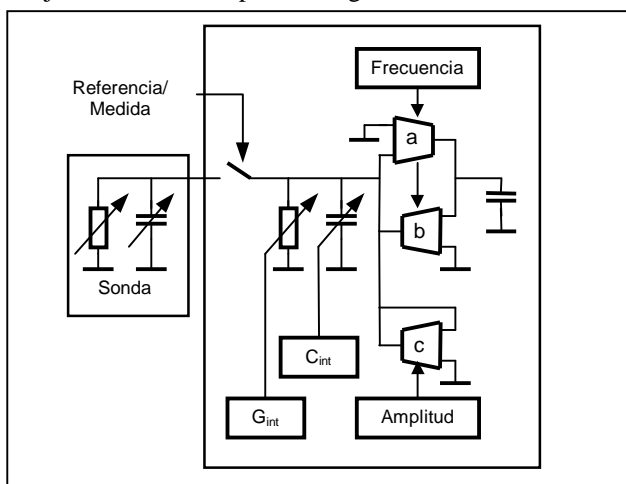 Frecuencia
Referencia/
Medida
a
b
Sonda
c
Cint
Gint
Amplitud